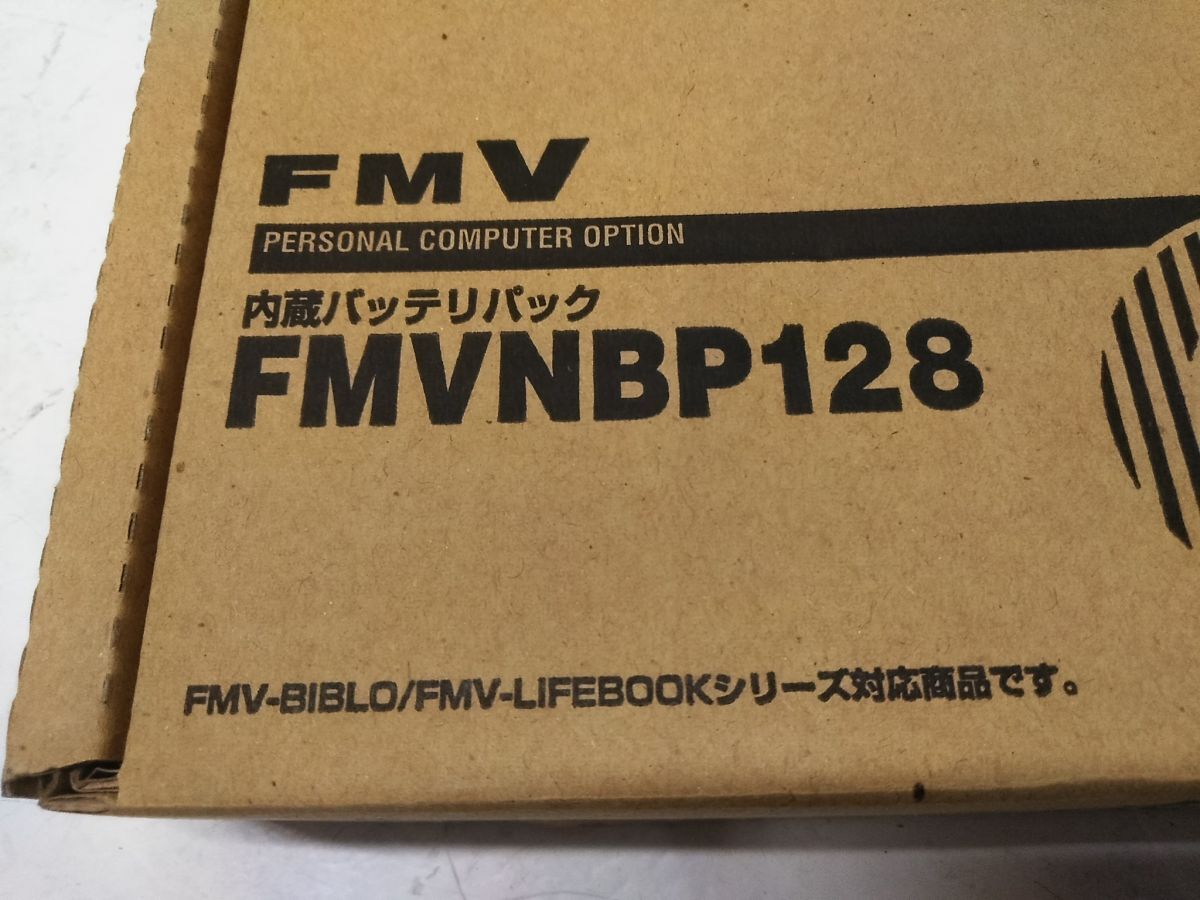 FMV
PERSONAL COMPUTER OPTION
内蔵バッテリパック
FMVNBP128
FMV-BIBLO/FMV-LIFEBOOKシリーズ対応商品です。